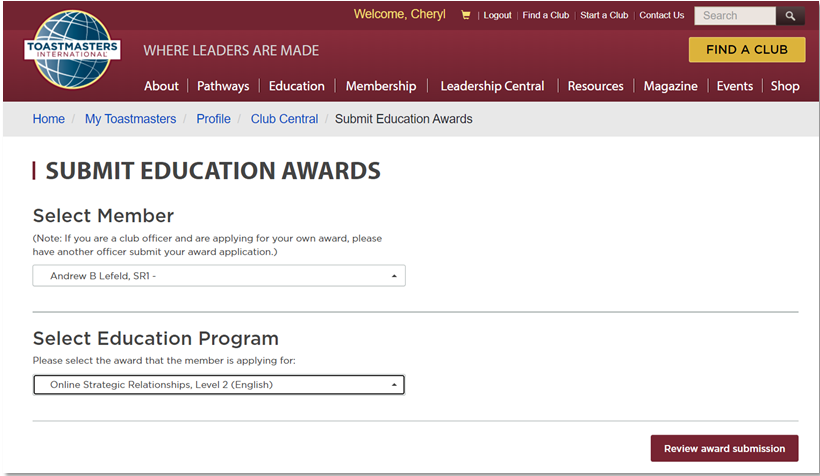 Welcome, Cheryl | Logout | Find a Club | Start a Club | Contact Us Search
TOASTMASTERS
INTERNATIONAL
WHERE LEADERS ARE MADE
FIND A CLUB
About | Pathways | Education | Membership | Leadership Central | Resources | Magazine | Events | Shop
Home / My Toastmasters / Profile / Club Central / Submit Education Awards
SUBMIT EDUCATION AWARDS
Select Member
(Note: If you are a club officer and are applying for your own award, please
have another officer submit your award application.)
Andrew B Lefeld, SR1 -
Select Education Program
Please select the award that the member is applying for:
Online Strategic Relationships, Level 2 (English)
Review award submission